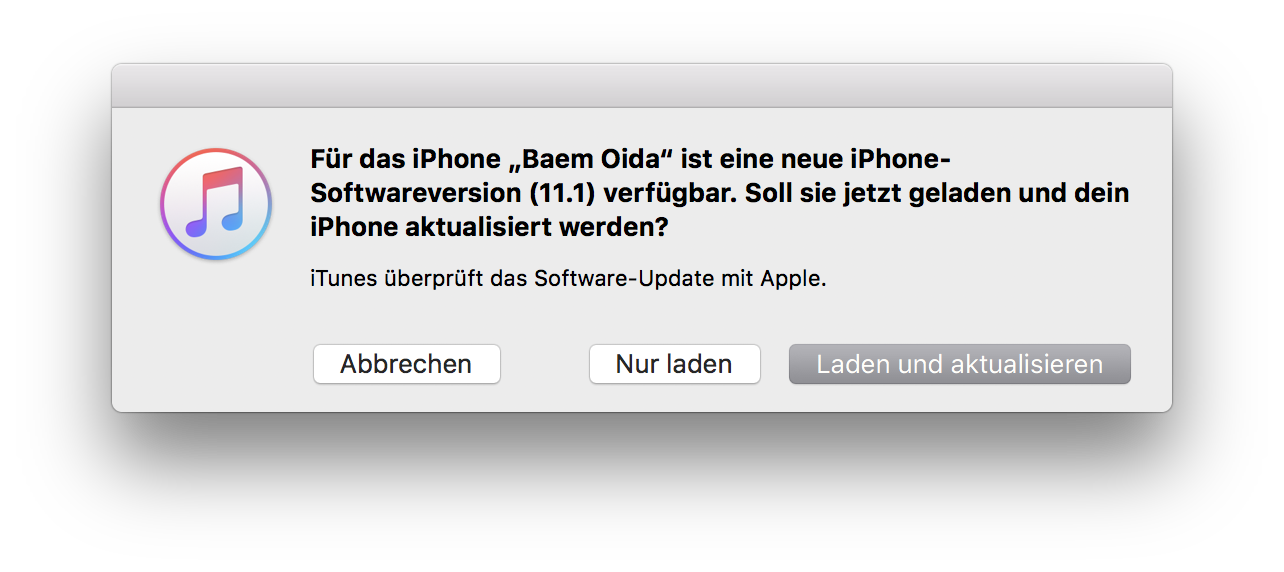 Für das iPhone „Baem Oida“ ist eine neue iPhone-
Softwareversion (11.1) verfügbar. Soll sie jetzt geladen und dein
iPhone aktualisiert werden?
iTunes überprüft das Software-Update mit Apple.
Abbrechen Nur laden Laden und aktualisieren